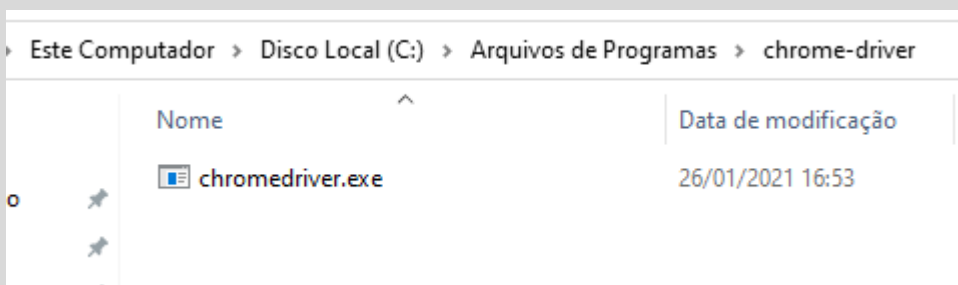 › Este Computador › Disco Local (C:) › Arquivos de Programas › chrome-driver
Nome Data de modificação
chromedriver.exe 26/01/2021 16:53
o